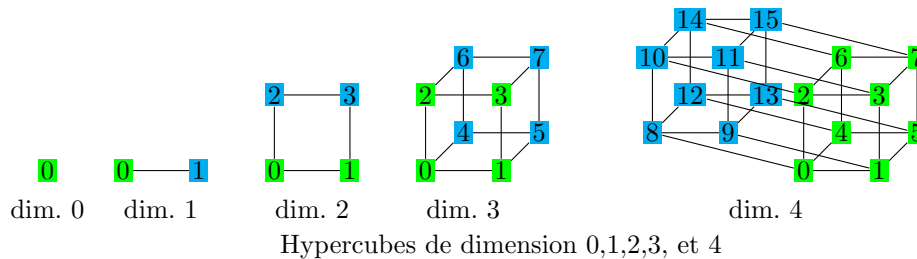 14 15
6 7 10 11 6 7
2 3 2 3 12 13 2 3
4 5 8 9 4 5
0 0 1 0 1 0 1 0 1
dim. 0 dim. 1 dim. 2 dim. 3 dim. 4
Hypercubes de dimension 0,1,2,3, et 4